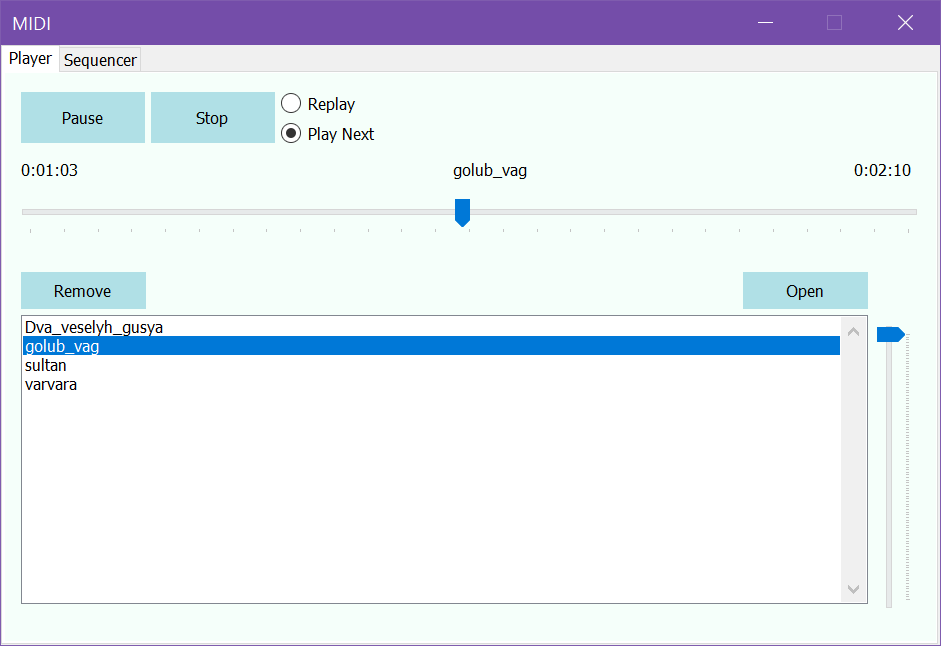 MIDI
Player Sequencer
Pause Stop Replay
Play Next
0:01:03 golub_vag 0:02:10
Remove Open
Dva_veselyh_gusya
golub_vag
sultan
varvara